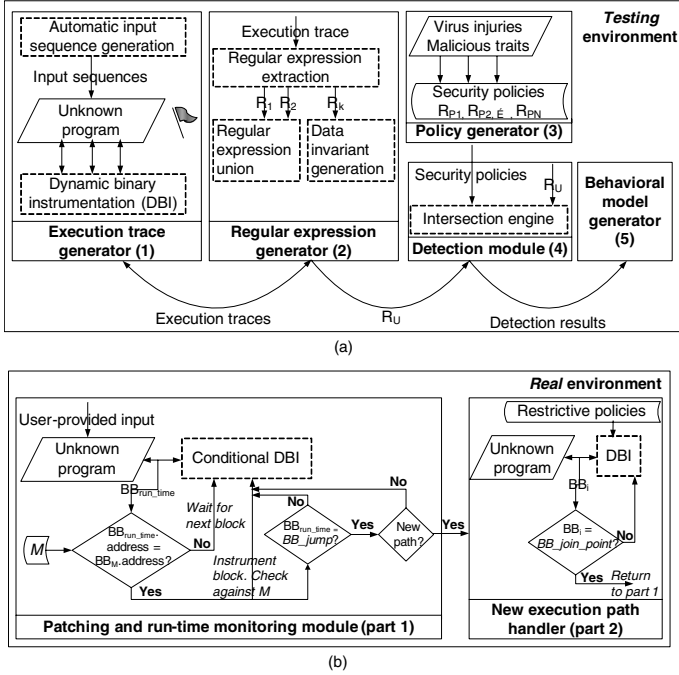 Testing
environment
Automatic input
sequence generation
Input sequences
Unknown
program
Dynamic binary
instrumentation (DBI)
Execution trace
generator (1)
Execution trace
Regular expression
extraction
R1 R2 Rk
Regular
expression
union
Data
invariant
generation
Regular expression
generator (2)
Virus injuries
Malicious traits
Security policies
RP1, RP2, É , RPN
Policy generator (3)
Security policies
RU
Intersection engine
Detection module (4)
Behavioral
model
generator
(5)
Execution traces
RU
Detection results
(a)
Real environment
User-provided input
Unknown
program
Conditional DBI
BBrun_time
Wait for
next block
M
BBrun_time.
address =
BBM.address?
No
Yes
Instrument
block. Check
against M
No
BBrun_time =
BB_jump?
Yes
No
New
path?
Yes
Patching and run-time monitoring module (part 1)
Restrictive policies
Unknown
program
DBI
BBi
BBi =
BB_join_point?
No
Yes
Return
to part 1
New execution path
handler (part 2)
(b)